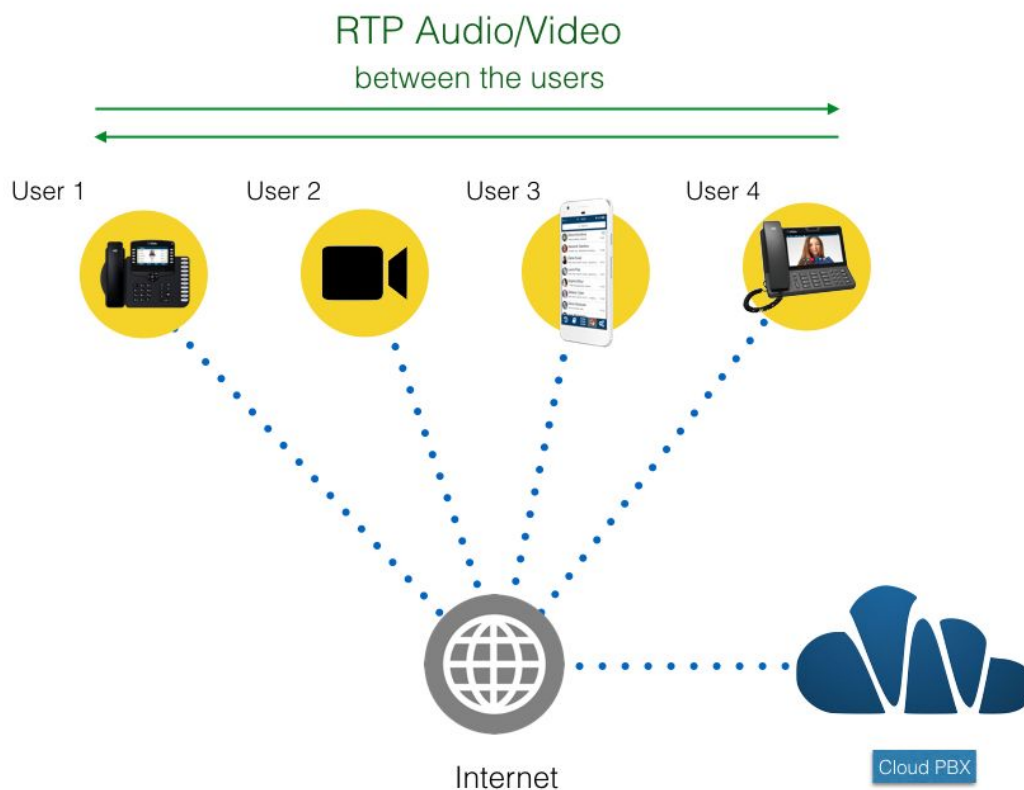 RTP Audio/Video
between the users
User 1
User 2
User 3
User 4
Internet
Cloud PBX